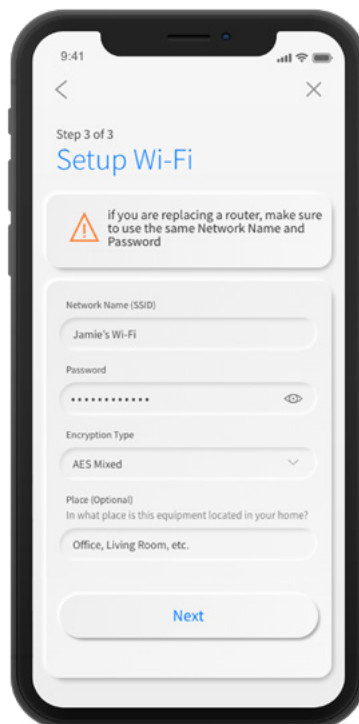 9:41
Step 3 of 3
Setup Wi-Fi
if you are replacing a router, make sure
to use the same Network Name and
Password
Network Name (SSID)
Jamie's Wi-Fi
Password
••••••••••••
Encryption Type
AES Mixed
Place (Optional)
In what place is this equipment located in your home?
Office, Living Room, etc.
Next